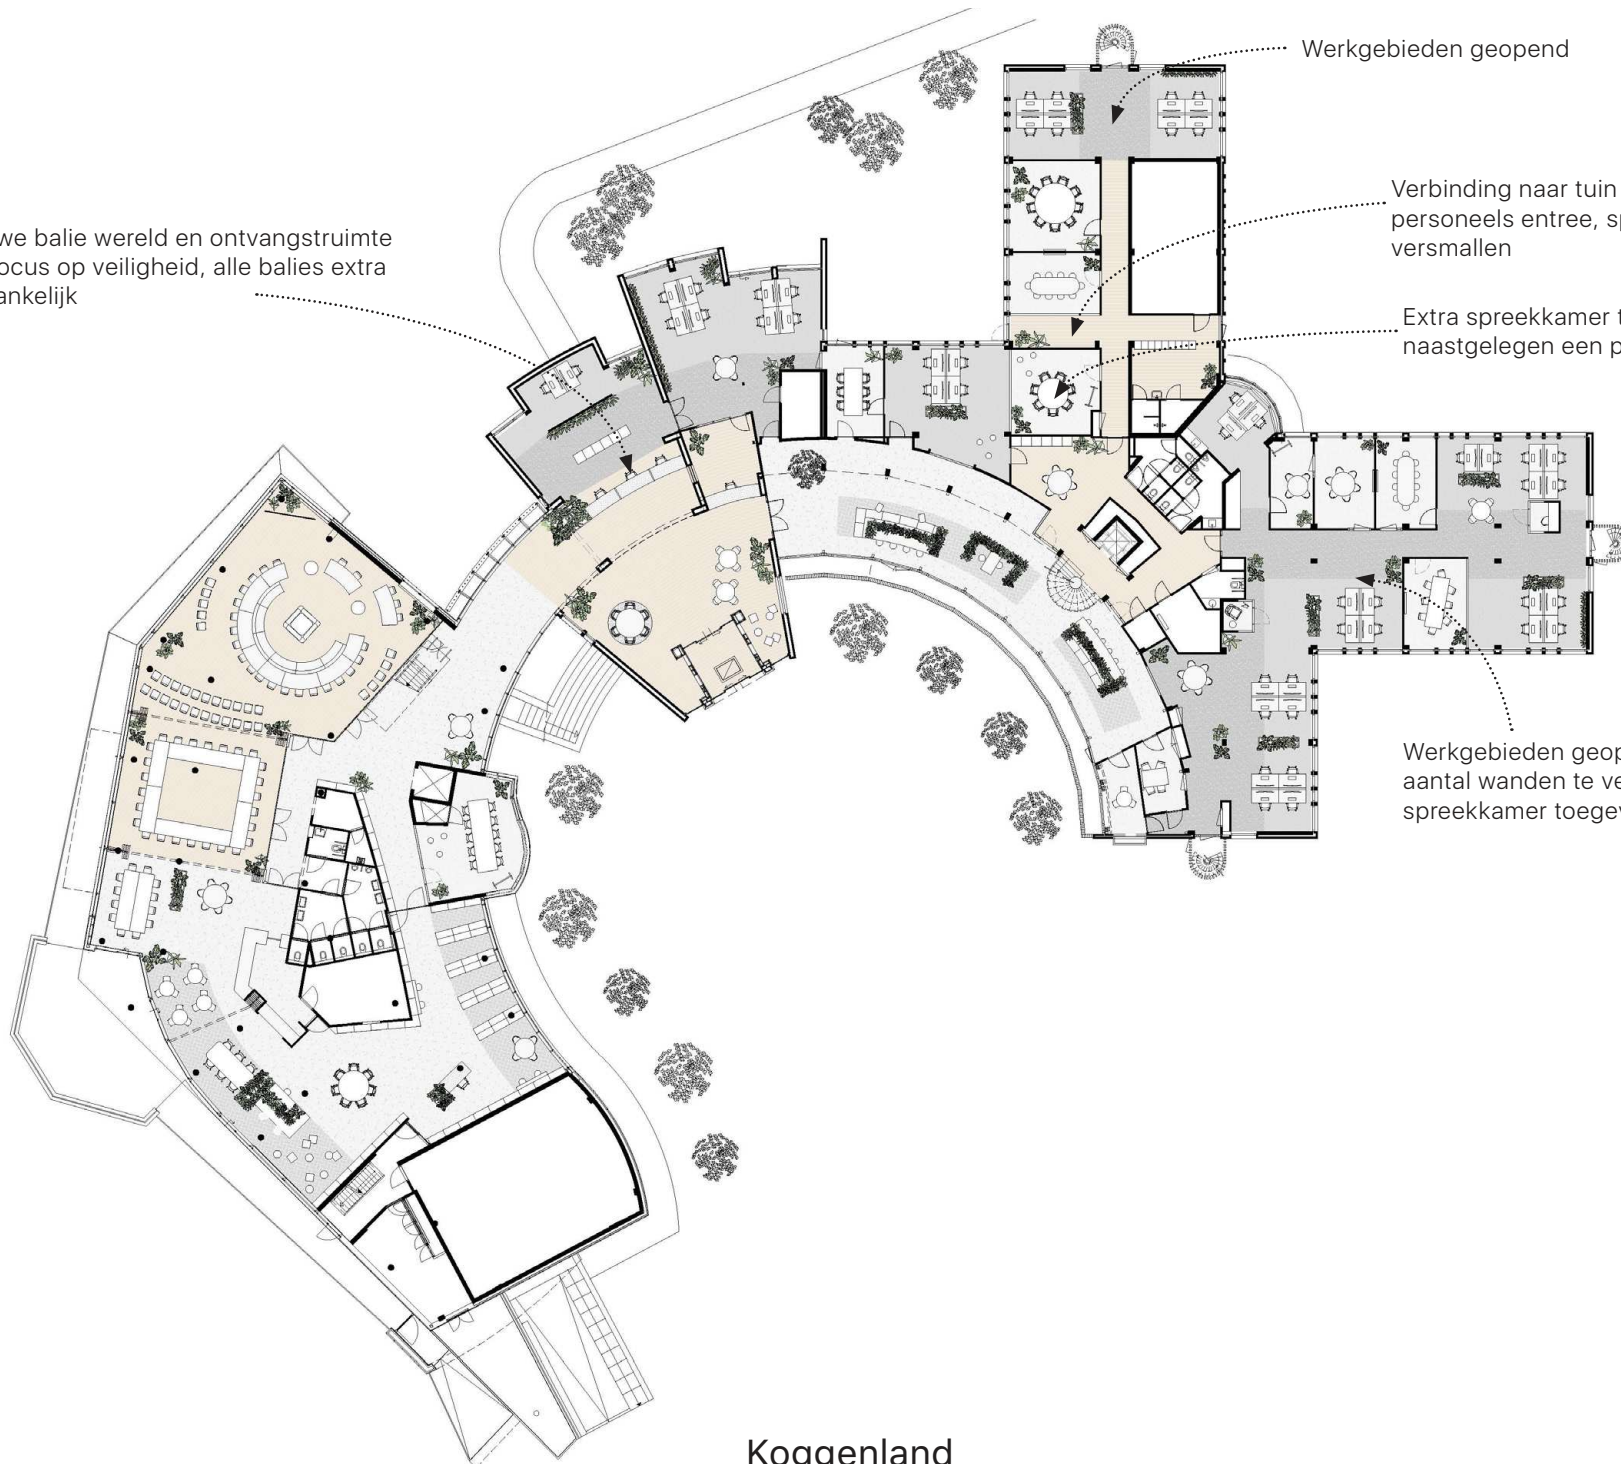 Werkgebieden geopend
Verbinding naar tuin
personeels entree, sp
versmallen
we balie wereld en ontvangstruimte
ocus op veiligheid, alle balies extra
ankelijk
Extra spreekkamer t
naastgelegen een p
Werkgebieden geop
aantal wanden te ve
spreekkamer toegev
Koggenland